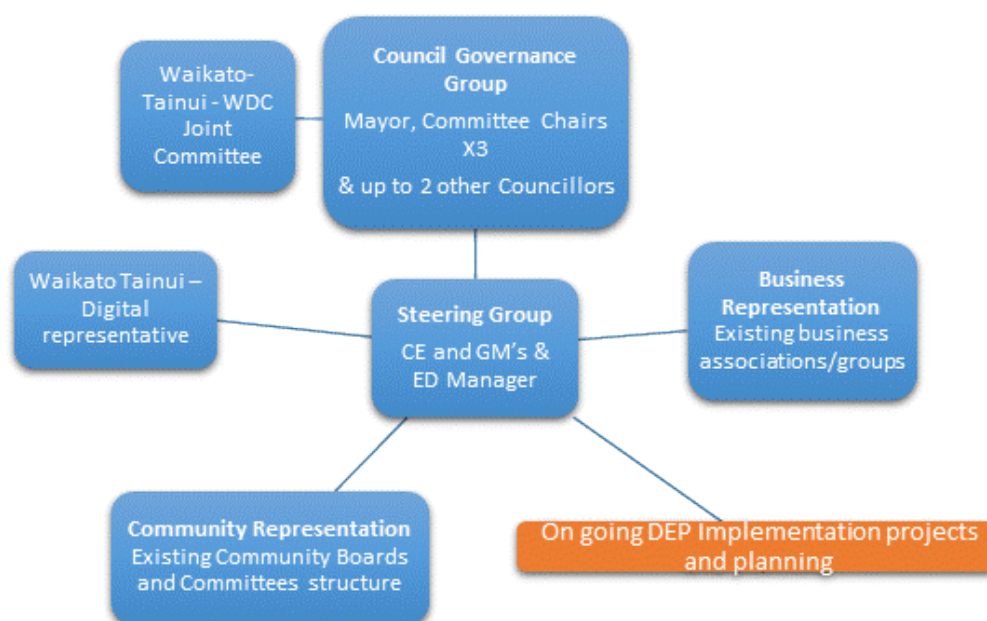 Waikato-
Tainui - WDC
Joint
Committee
Council Governance
Group
Mayor, Committee Chairs
X3
& up to 2 other Councillors
Waikato Tainui –
Digital
representative
Steering Group
CE and GM's &
ED Manager
Business
Representation
Existing business
associations/groups
Community Representation
Existing Community Boards
and Committees structure
On going DEP Implementation projects
and planning